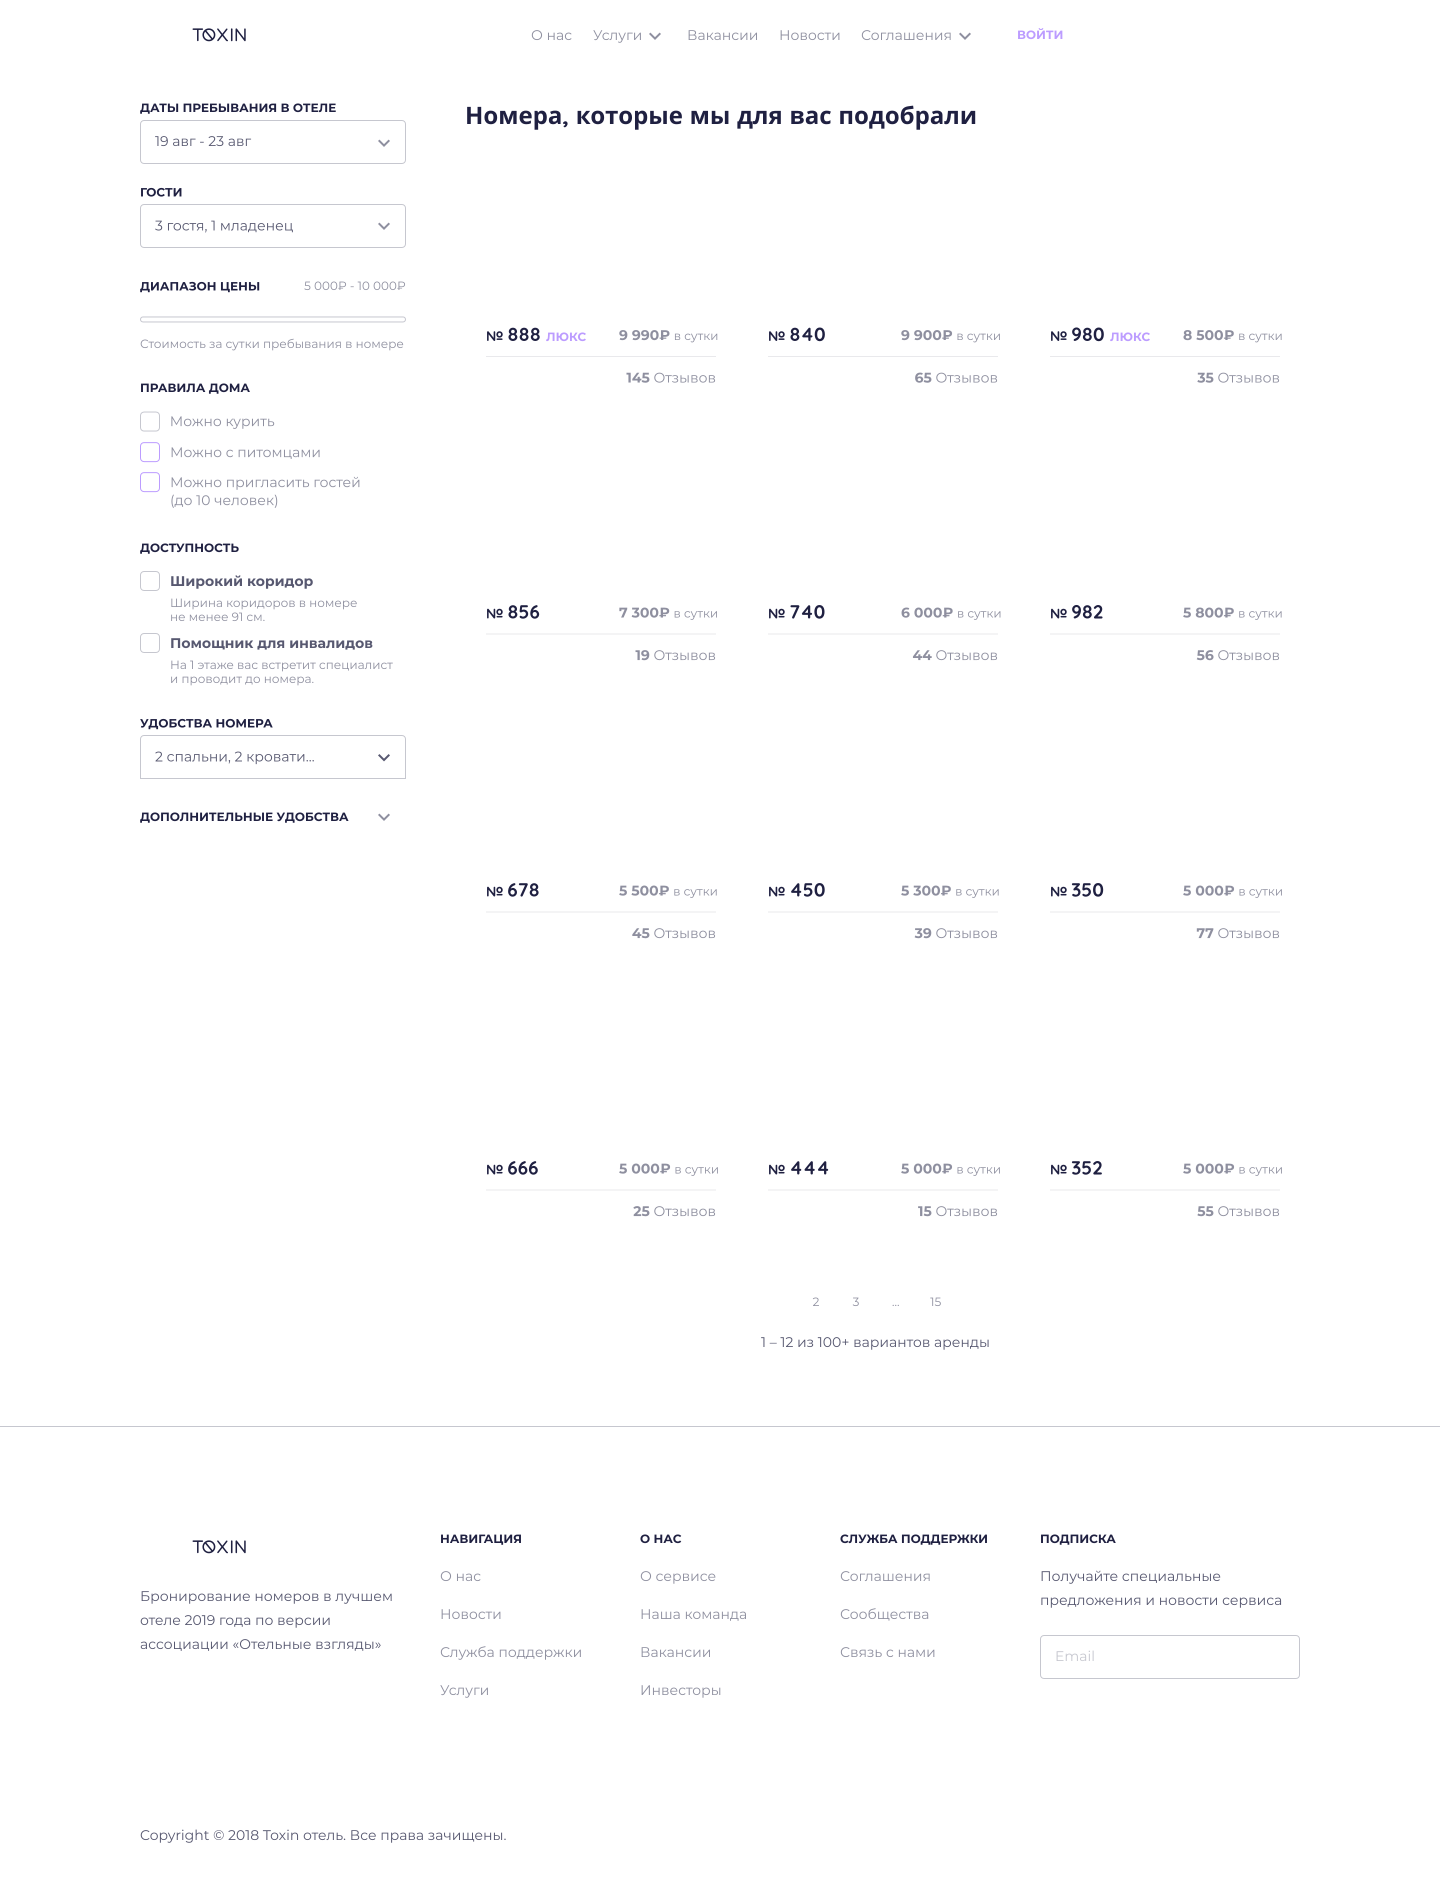 TOXIN
О нас Услуги Вакансии Новости Соглашения ВОЙТИ
ДАТЫ ПРЕБЫВАНИЯ В ОТЕЛЕ
19 авг - 23 авг
ГОСТИ
3 гостя, 1 младенец
ДИАПАЗОН ЦЕНЫ 5 000₽ - 10 000₽
Стоимость за сутки пребывания в номере
ПРАВИЛА ДОМА
Можно курить
Можно с питомцами
Можно пригласить гостей
(до 10 человек)
ДОСТУПНОСТЬ
Широкий коридор
Ширина коридоров в номере
не менее 91 см.
Помощник для инвалидов
На 1 этаже вас встретит специалист
и проводит до номера.
УДОБСТВА НОМЕРА
2 спальни, 2 кровати...
ДОПОЛНИТЕЛЬНЫЕ УДОБСТВА
Номера, которые мы для вас подобрали
№ 888 ЛЮКС 9 990₽ в сутки
145 Отзывов
№ 840 9 900₽ в сутки
65 Отзывов
№ 980 ЛЮКС 8 500₽ в сутки
35 Отзывов
№ 856 7 300₽ в сутки
19 Отзывов
№ 740 6 000₽ в сутки
44 Отзывов
№ 982 5 800₽ в сутки
56 Отзывов
№ 678 5 500₽ в сутки
45 Отзывов
№ 450 5 300₽ в сутки
39 Отзывов
№ 350 5 000₽ в сутки
77 Отзывов
№ 666 5 000₽ в сутки
25 Отзывов
№ 444 5 000₽ в сутки
15 Отзывов
№ 352 5 000₽ в сутки
55 Отзывов
2 3 ... 15
1 – 12 из 100+ вариантов аренды
TOXIN
Бронирование номеров в лучшем
отеле 2019 года по версии
ассоциации «Отельные взгляды»
НАВИГАЦИЯ
О нас
Новости
Служба поддержки
Услуги
О НАС
О сервисе
Наша команда
Вакансии
Инвесторы
СЛУЖБА ПОДДЕРЖКИ
Соглашения
Сообщества
Связь с нами
ПОДПИСКА
Получайте специальные
предложения и новости сервиса
Email
Copyright © 2018 Toxin отель. Все права зачищены.